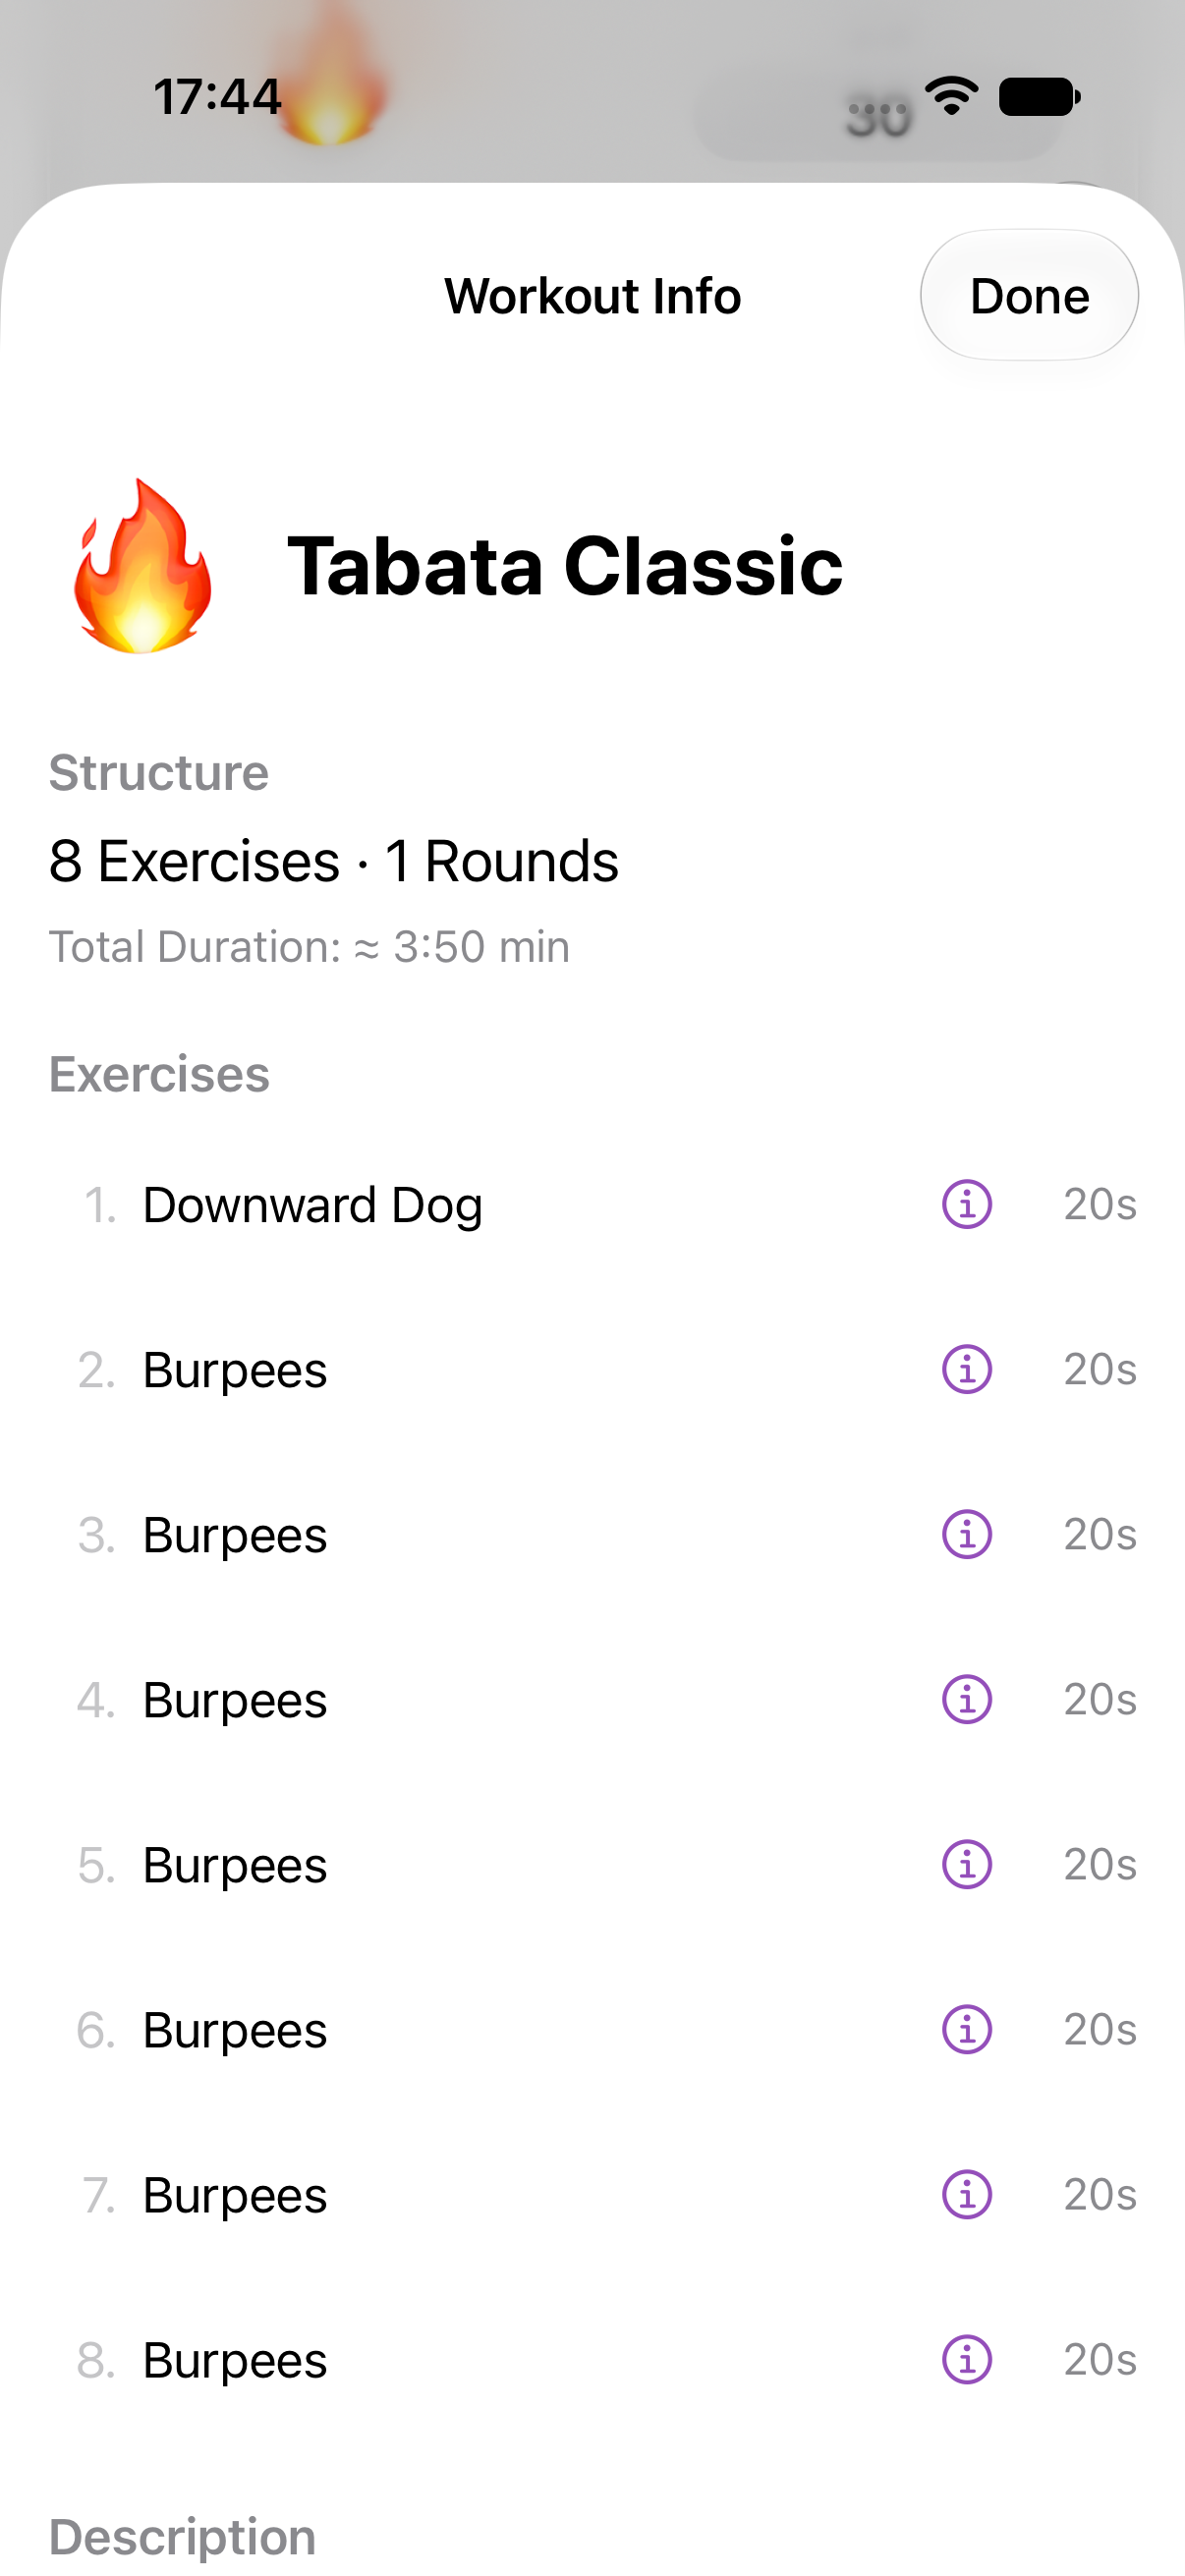 17:44
30
Workout Info
Done
Tabata Classic
Structure
8 Exercises · 1 Rounds
Total Duration: ≈ 3:50 min
Exercises
1. Downward Dog 20s
2. Burpees 20s
3. Burpees 20s
4. Burpees 20s
5. Burpees 20s
6. Burpees 20s
7. Burpees 20s
8. Burpees 20s
Description